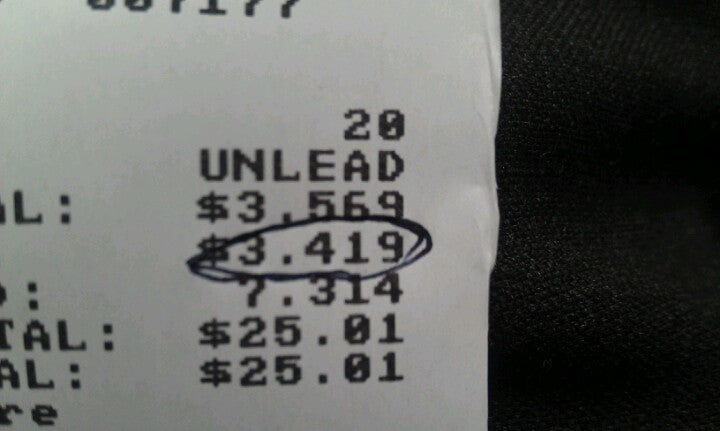 20
UNLEAD
AL: $3.569
$3.419
: 7.314
TAL: $25.01
AL: $25.01
re